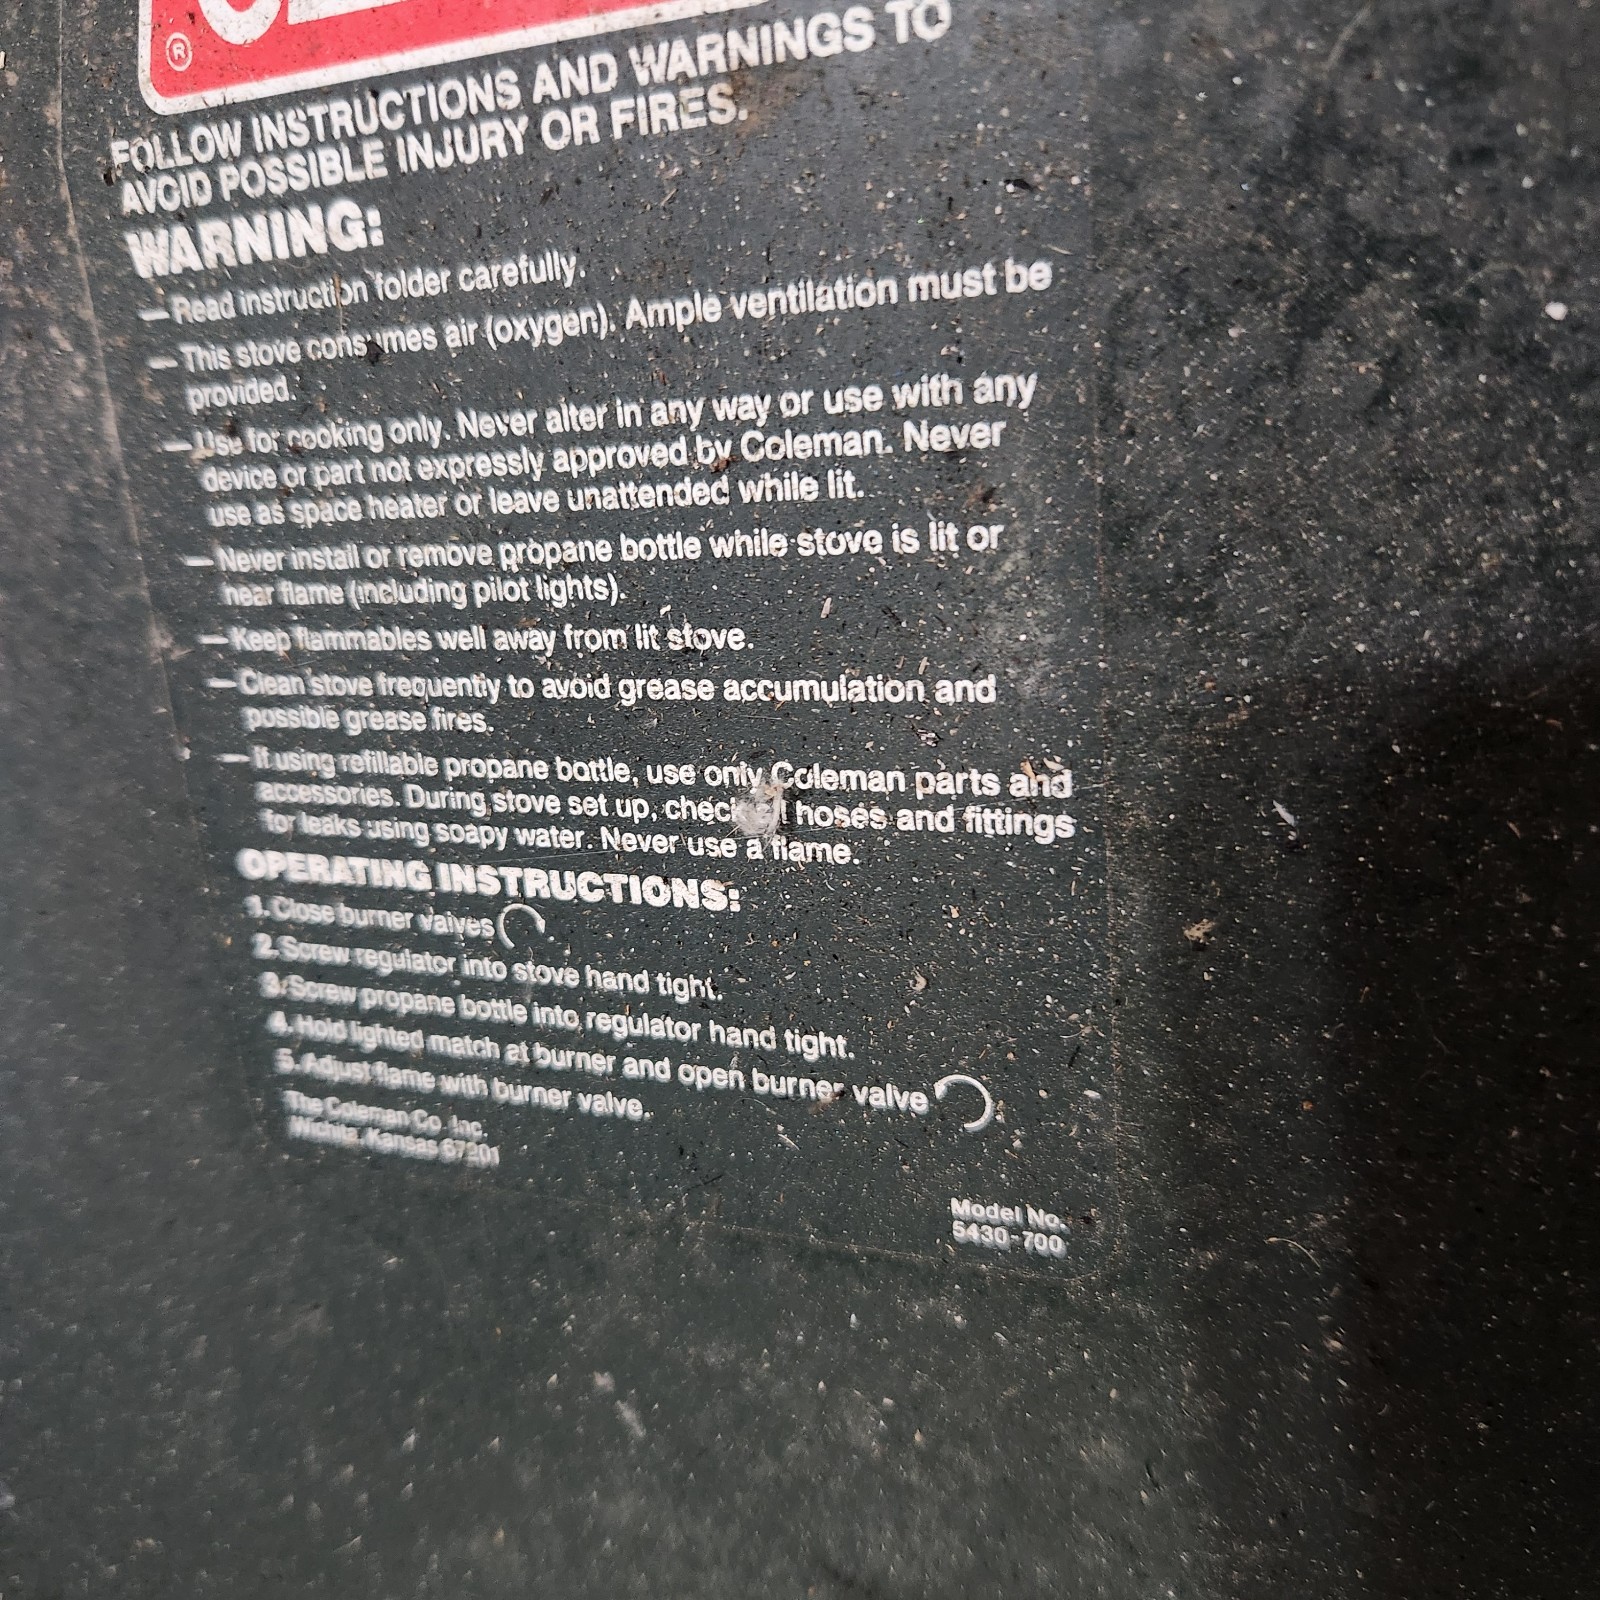 ®
FOLLOW INSTRUCTIONS AND WARNINGS TO
AVOID POSSIBLE INJURY OR FIRES.
WARNING:
— Read instruction folder carefully.
— This stove consumes air (oxygen). Ample ventilation must be
provided.
— Use for cooking only. Never alter in any way or use with any
device or part not expressly approved by Coleman. Never
use as space heater or leave unattended while lit.
— Never install or remove propane bottle while stove is lit or
near flame (including pilot lights).
— Keep flammables well away from lit stove.
— Clean stove frequently to avoid grease accumulation and
possible grease fires.
— If using refillable propane bottle, use only Coleman parts and
accessories. During stove set up, check hoses and fittings
for leaks using soapy water. Never use a flame.
OPERATING INSTRUCTIONS:
1. Close burner valves.
2. Screw regulator into stove hand tight.
3. Screw propane bottle into regulator hand tight.
4. Hold lighted match at burner and open burner valve.
5. Adjust flame with burner valve.
The Coleman Co., Inc.
Wichita, Kansas 67201
Model No.
5430-700